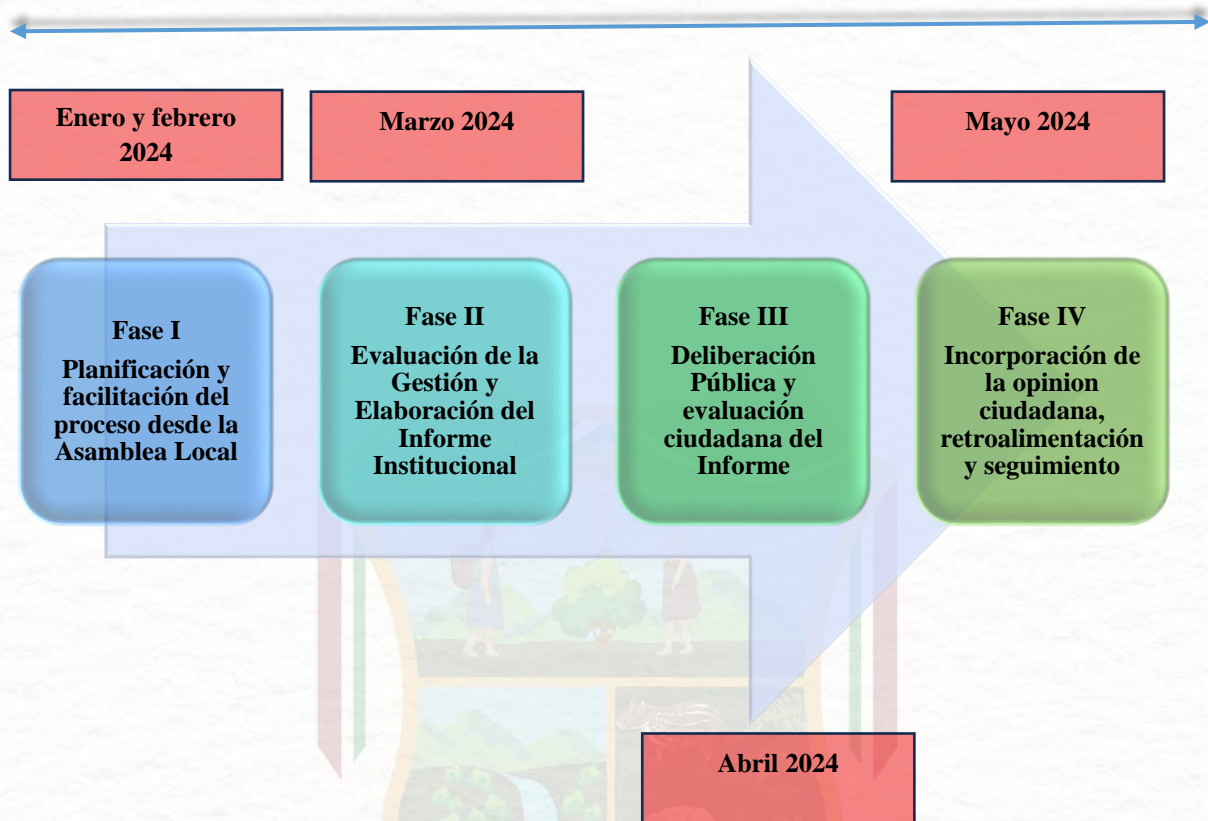 Enero y febrero
2024
Marzo 2024
Mayo 2024
Fase I
Planificación y
facilitación del
proceso desde la
Asamblea Local
Fase II
Evaluación de la
Gestión y
Elaboración del
Informe
Institucional
Fase III
Deliberación
Pública y
evaluación
ciudadana del
Informe
Fase IV
Incorporación de
la opinion
ciudadana,
retroalimentación
y seguimiento
Abril 2024